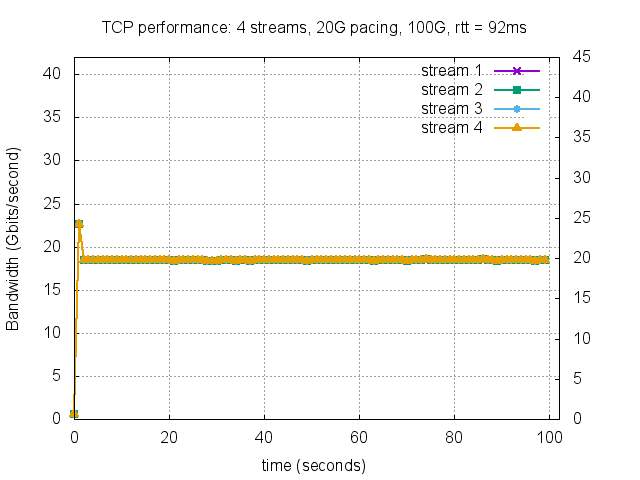 TCP performance: 4 streams, 20G pacing, 100G, rtt = 92ms
stream 1
stream 2
stream 3
stream 4
Bandwidth (Gbits/second)
40
35
30
25
20
15
10
5
0
45
40
35
30
25
20
15
10
5
0
0 20 40 60 80 100
time (seconds)